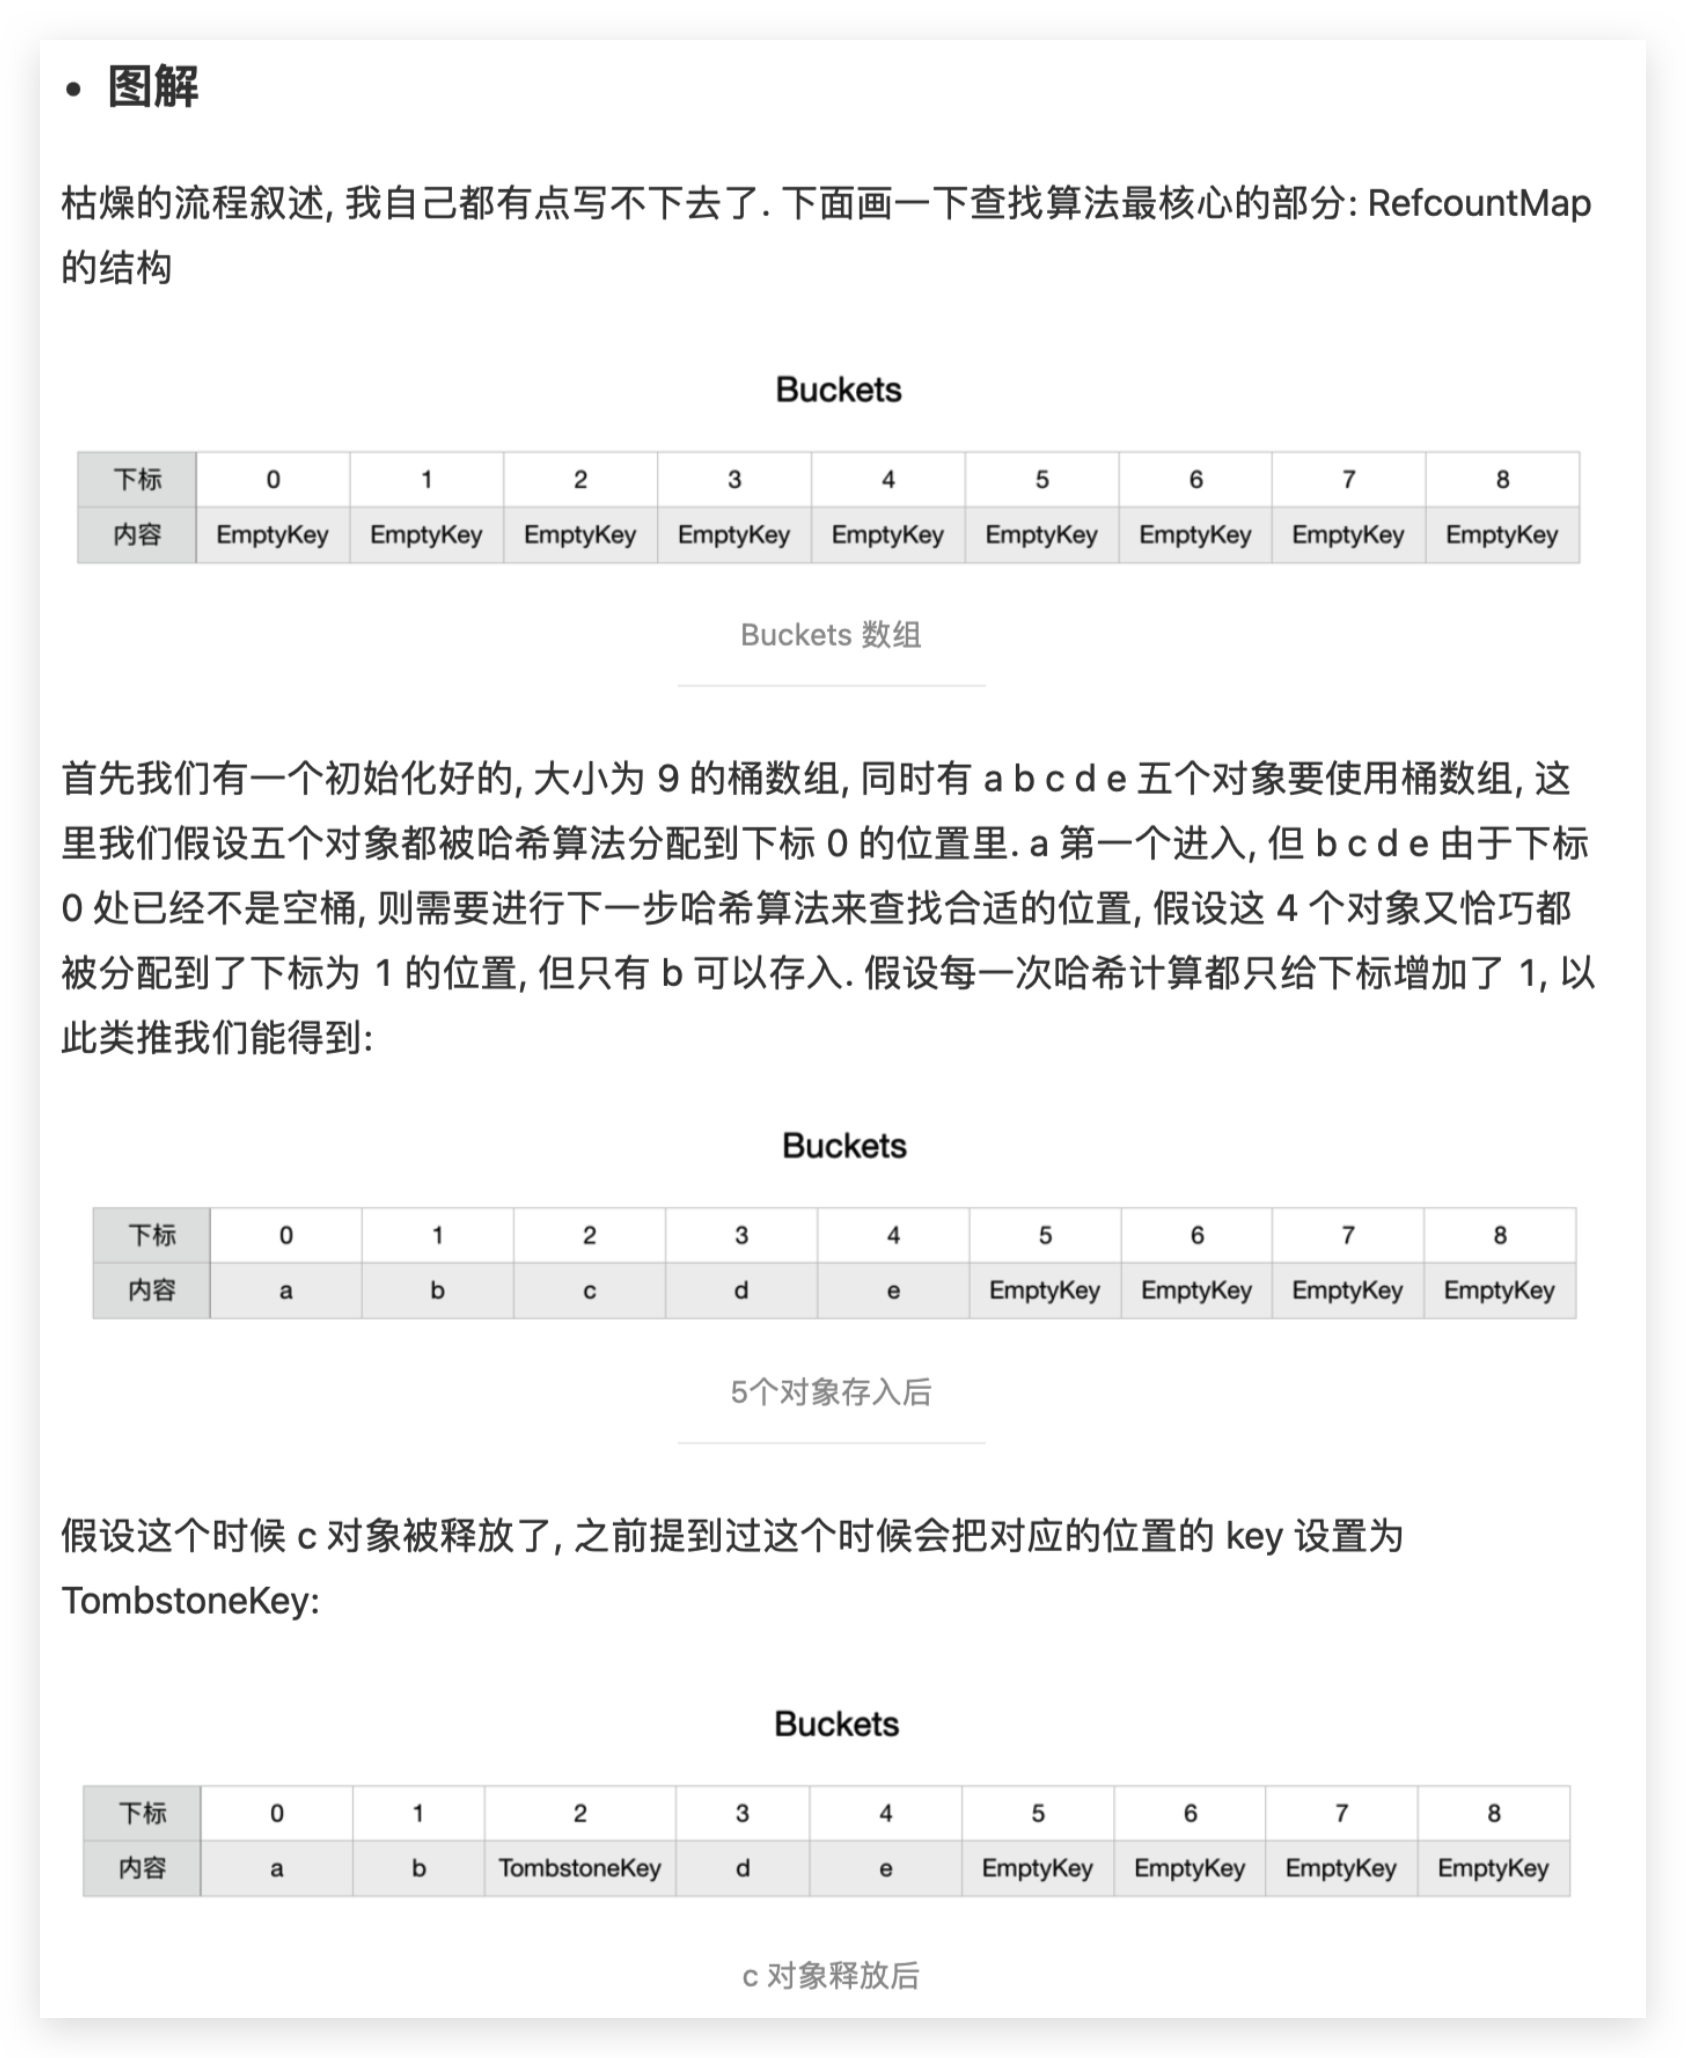 • 图解
枯燥的流程叙述, 我自己都有点写不下去了. 下面画一下查找算法最核心的部分: RefcountMap
的结构
Buckets
下标 0 1 2 3 4 5 6 7 8
内容 EmptyKey EmptyKey EmptyKey EmptyKey EmptyKey EmptyKey EmptyKey EmptyKey EmptyKey
Buckets 数组
首先我们有一个初始化好的, 大小为 9 的桶数组, 同时有 a b c d e 五个对象要使用桶数组, 这
里我们假设五个对象都被哈希算法分配到下标 0 的位置里. a 第一个进入, 但 b c d e 由于下标
0 处已经不是空桶, 则需要进行下一步哈希算法来查找合适的位置, 假设这 4 个对象又恰巧都
被分配到了下标为 1 的位置, 但只有 b 可以存入. 假设每一次哈希计算都只给下标增加了 1, 以
此类推我们能得到:
Buckets
下标 0 1 2 3 4 5 6 7 8
内容 a b c d e EmptyKey EmptyKey EmptyKey EmptyKey
5个对象存入后
假设这个时候 c 对象被释放了, 之前提到过这个时候会把对应的位置的 key 设置为
TombstoneKey:
Buckets
下标 0 1 2 3 4 5 6 7 8
内容 a b TombstoneKey d e EmptyKey EmptyKey EmptyKey EmptyKey
c 对象释放后